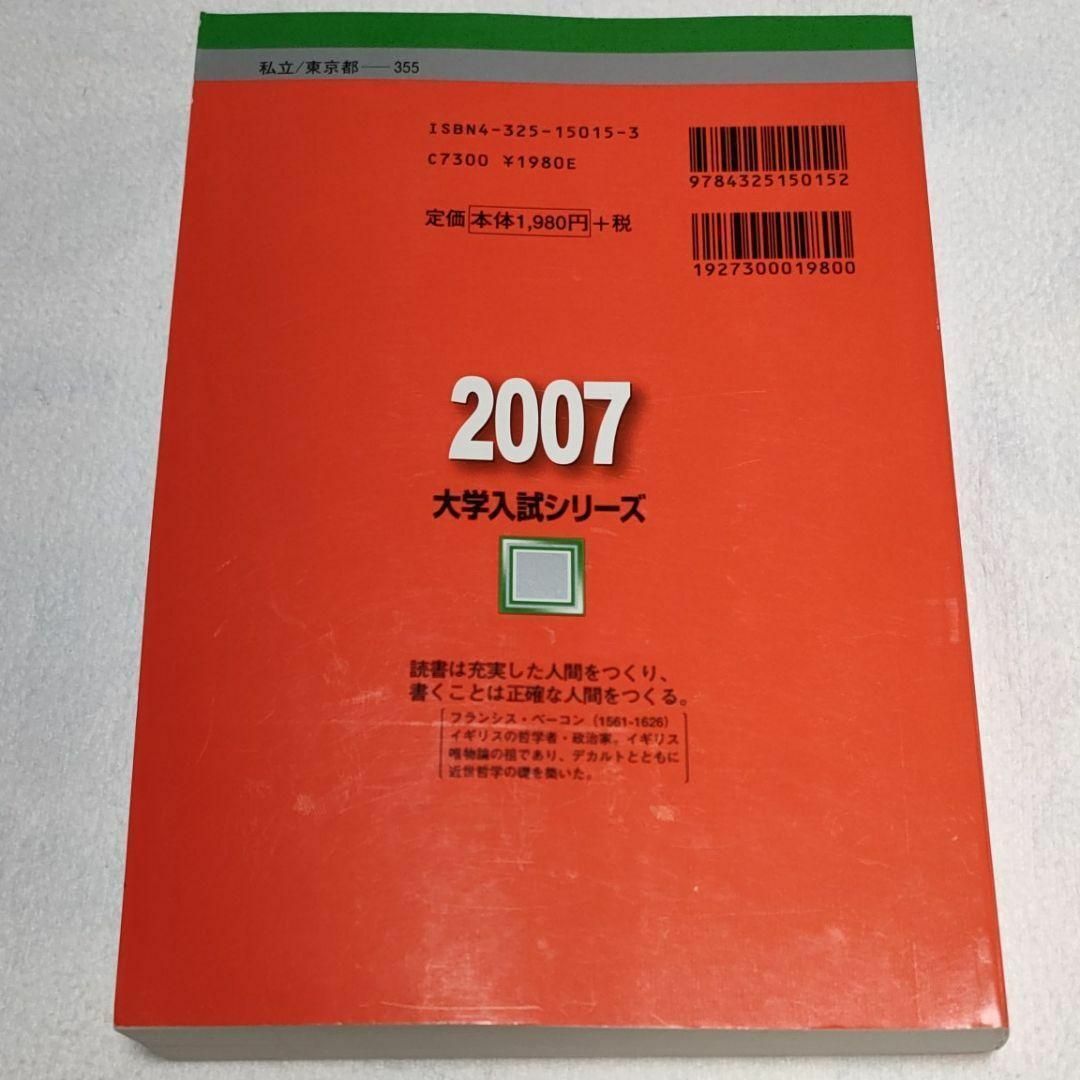 私立/東京都——355
ISBN4-325-15015-3
C7300 ¥1980E
9784325150152
定価 本体1,980円+税
1927300019800
2007
大学入試シリーズ
読書は充実した人間をつくり、
書くことは正確な人間をつくる。
フランシス・ベーコン(1561-1626)
イギリスの哲学者・政治家。イギリス
唯物論の祖であり、デカルトとともに
近世哲学の礎を築いた。